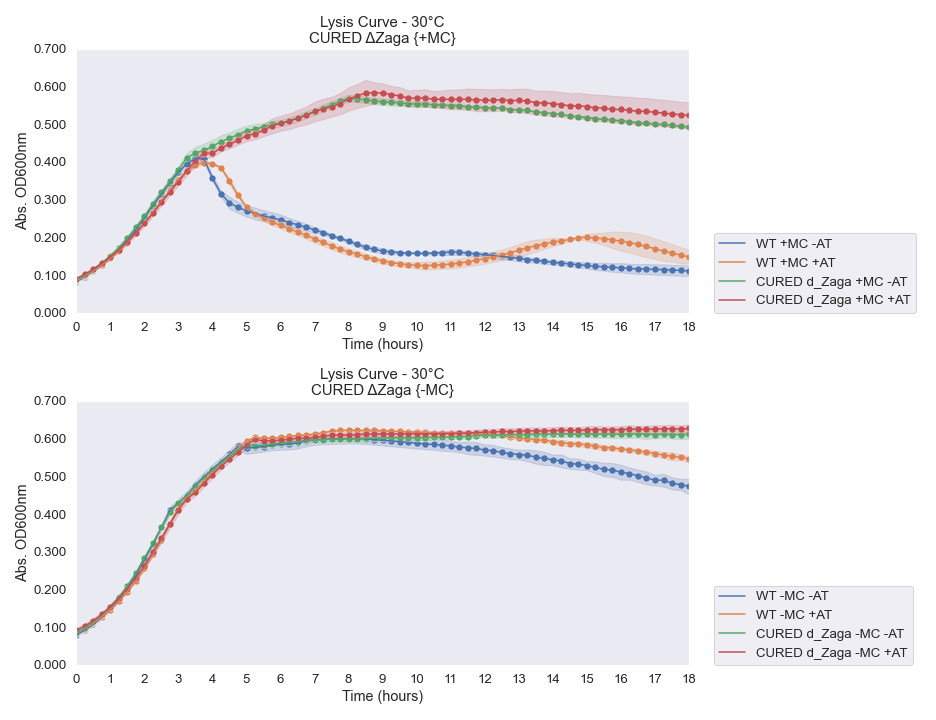 Lysis Curve - 30°C
CURED ΔZaga {+MC}
0.700
0.600
0.500
0.400
0.300
0.200
0.100
0.000
Abs. OD600nm
0 1 2 3 4 5 6 7 8 9 10 11 12 13 14 15 16 17 18
Time (hours)
WT +MC -AT
WT +MC +AT
CURED d_Zaga +MC -AT
CURED d_Zaga +MC +AT
Lysis Curve - 30°C
CURED ΔZaga {-MC}
0.700
0.600
0.500
0.400
0.300
0.200
0.100
0.000
Abs. OD600nm
0 1 2 3 4 5 6 7 8 9 10 11 12 13 14 15 16 17 18
Time (hours)
WT -MC -AT
WT -MC +AT
CURED d_Zaga -MC -AT
CURED d_Zaga -MC +AT